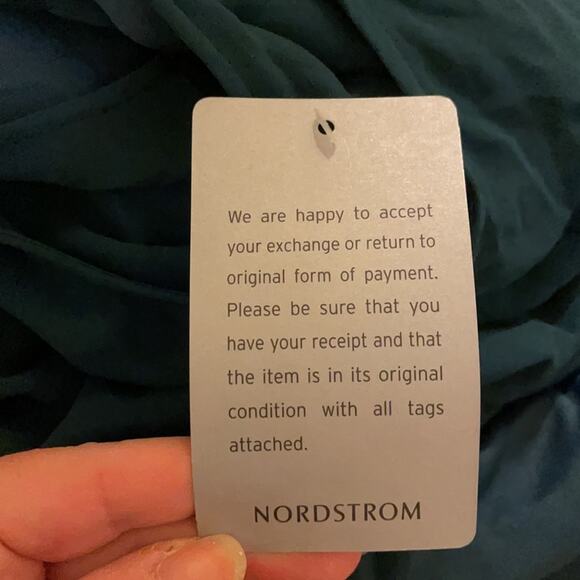 We are happy to accept
your exchange or return to
original form of payment.
Please be sure that you
have your receipt and that
the item is in its original
condition with all tags
attached.
NORDSTROM